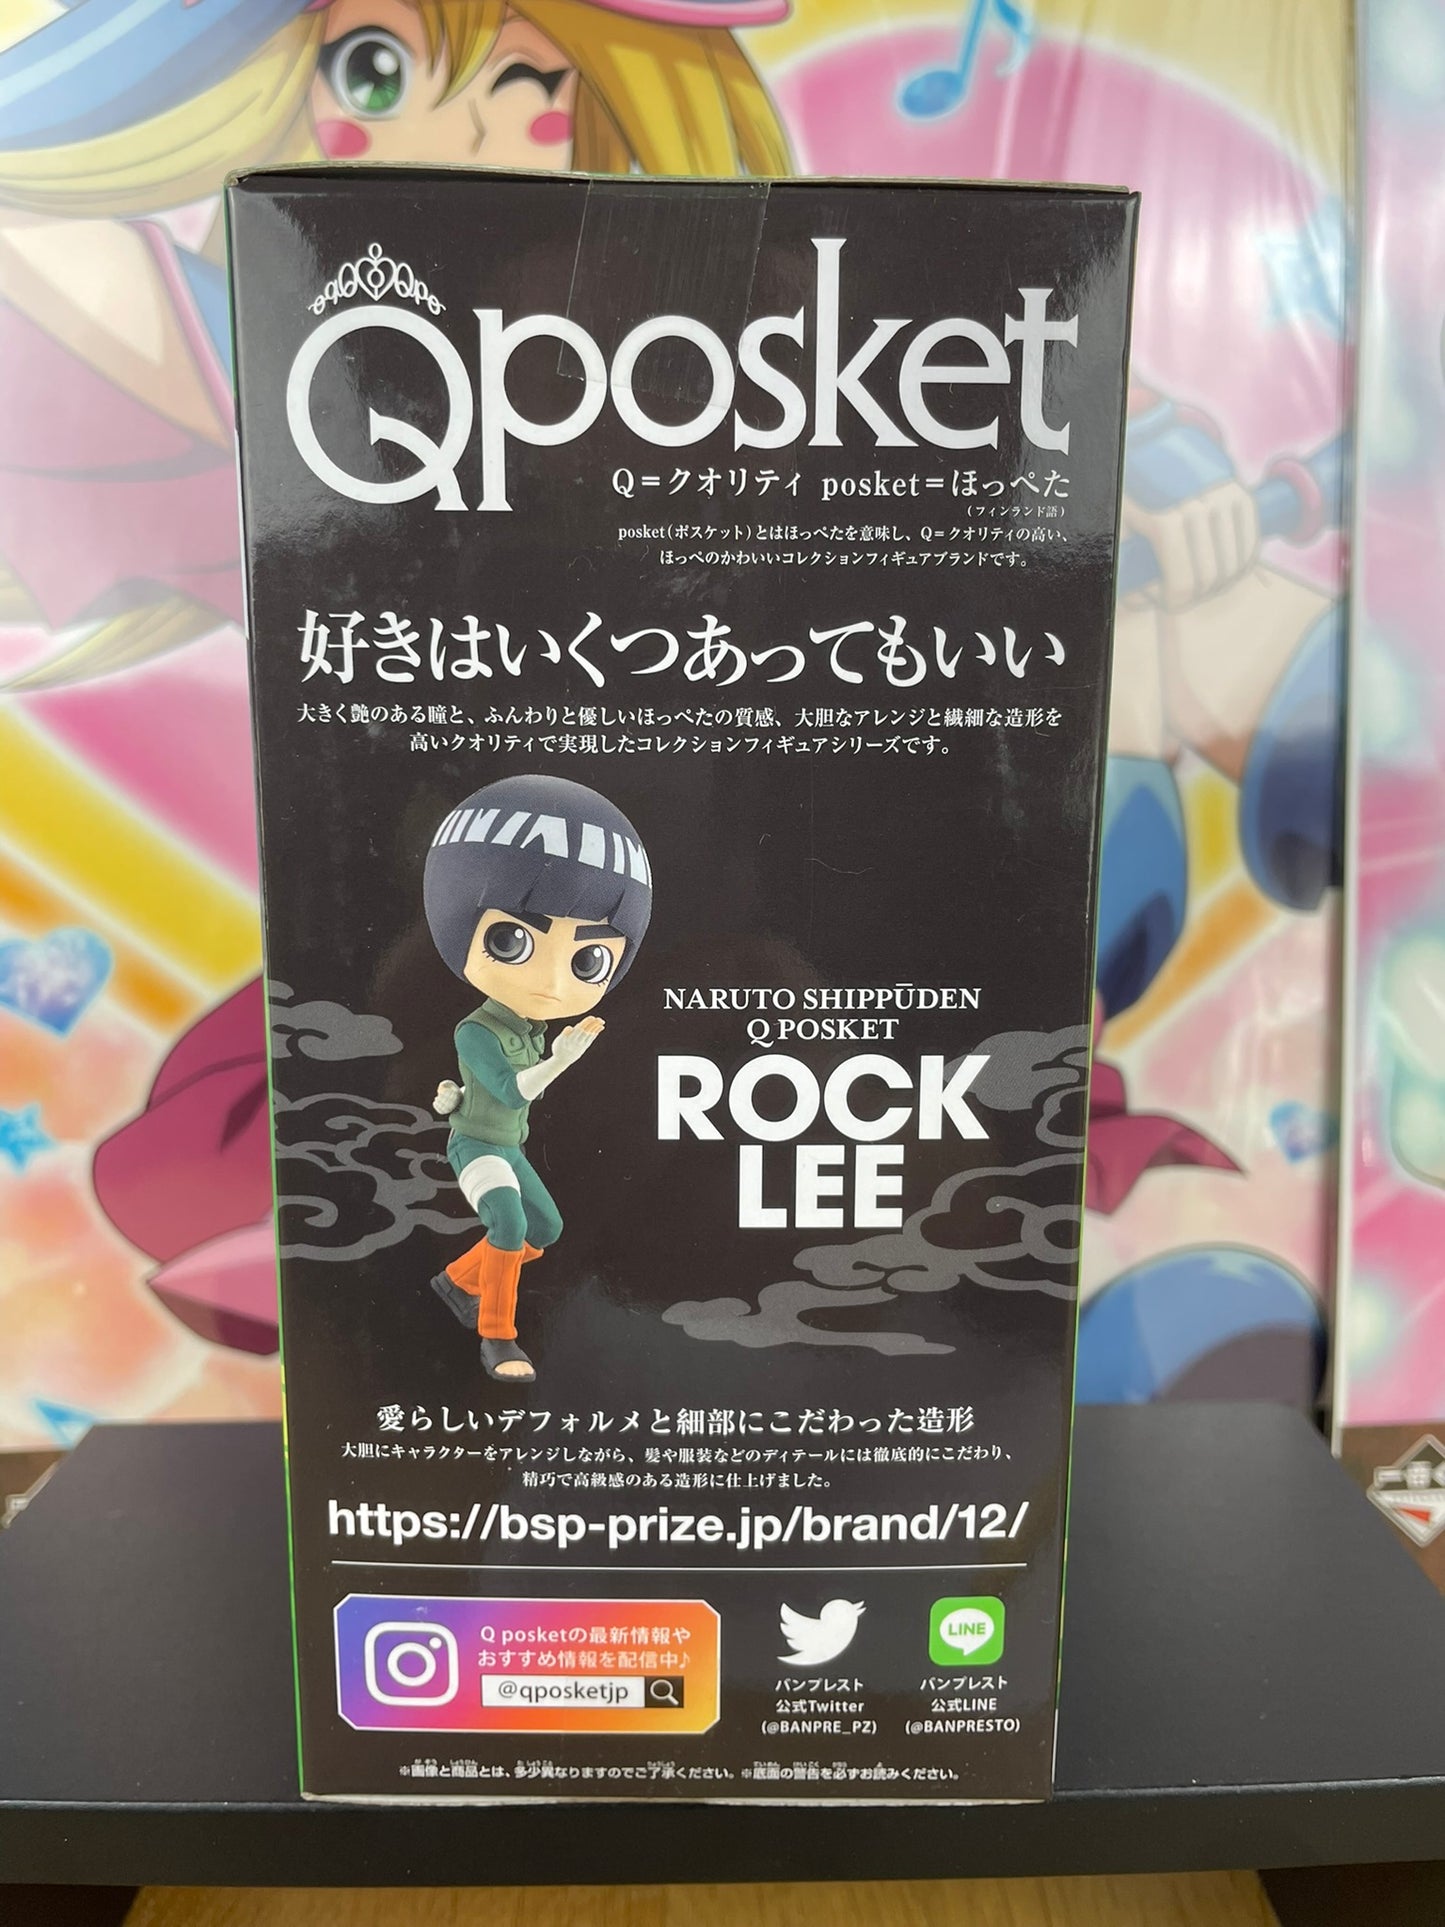 Qposket
Q=クオリティ posket=ほっぺた
(フィンランド語)
posket(ポスケット)とはほっぺたを意味し、Q=クオリティの高い、
ほっぺのかわいいコレクションフィギュアブランドです。
好きはいくつあってもいい
大きく艶のある瞳と、ふんわりと優しいほっぺたの質感、大胆なアレンジと繊細な造形を
高いクオリティで実現したコレクションフィギュアシリーズです。
NARUTO SHIPPŪDEN
Q POSKET
ROCK
LEE
愛らしいデフォルメと細部にこだわった造形
大胆にキャラクターをアレンジしながら、髪や服装などのディテールには徹底的にこだわり、
精巧で高級感のある造形に仕上げました。
https://bsp-prize.jp/brand/12/
Q posketの最新情報や
おすすめ情報を配信中♪
@qposketjp
バンプレスト
公式Twitter
(@BANPRE_PZ)
LINE
バンプレスト
公式LINE
(@BANPRESTO)
※画像と商品とは、多少異なりますのでご了承ください。※底面の警告を必ずお読みください。